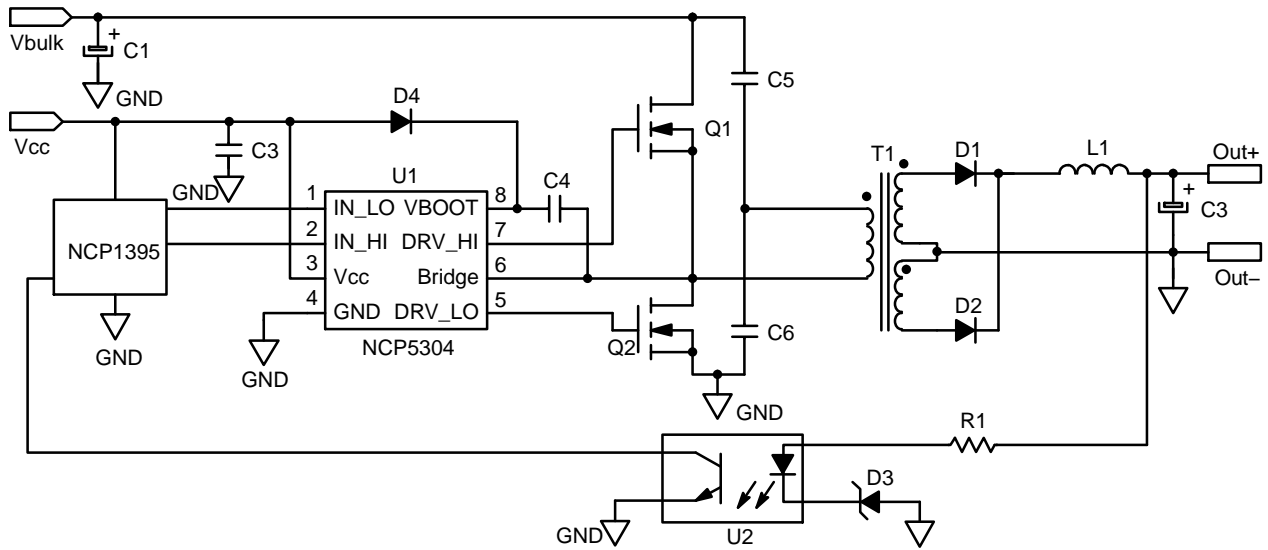 Vbulk
+
C1
GND
C5
D4
Q1
Vcc
C3
GND
U1
C4
T1
D1
L1
Out+
+
C3
NCP1395
1 IN_LO VBOOT 8
2 IN_HI DRV_HI 7
3 Vcc Bridge 6
4 GND DRV_LO 5
NCP5304
GND
GND
Q2
C6
D2
Out–
GND
R1
D3
GND
U2